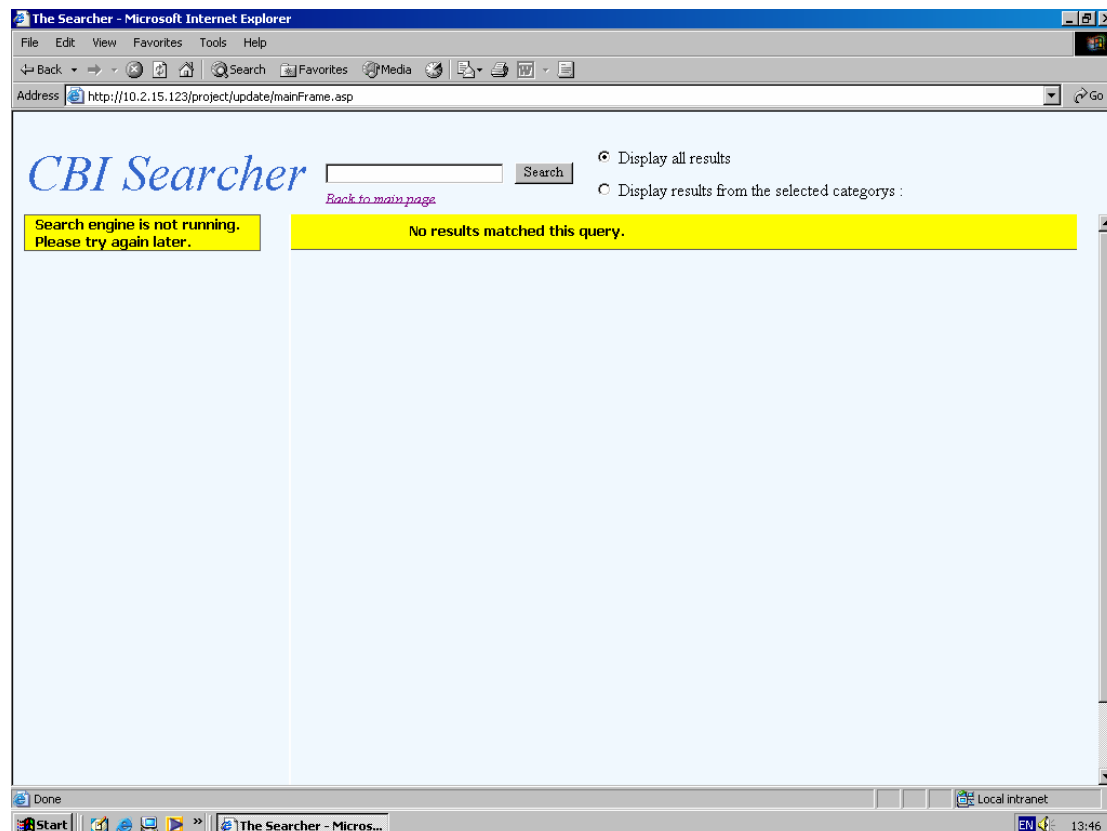 The Searcher - Microsoft Internet Explorer
File Edit View Favorites Tools Help
Back Search Favorites Media
Address http://10.2.15.123/project/update/mainFrame.asp Go
CBI Searcher
Search
Back to main page
Display all results
Display results from the selected categorys :
Search engine is not running.
Please try again later.
No results matched this query.
Done Local intranet
Start » The Searcher - Micros... EN 13:46